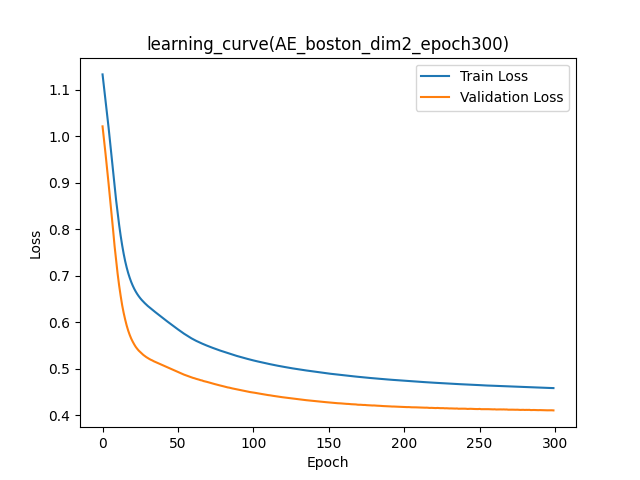 learning_curve(AE_boston_dim2_epoch300)
Train Loss
Validation Loss
Loss
1.1
1.0
0.9
0.8
0.7
0.6
0.5
0.4
0 50 100 150 200 250 300
Epoch